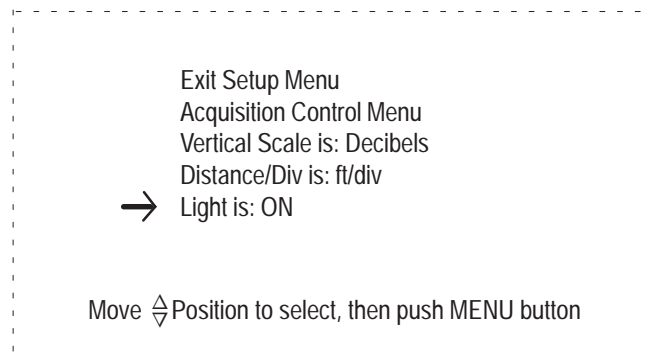 Exit Setup Menu
Acquisition Control Menu
Vertical Scale is: Decibels
Distance/Div is: ft/div
Light is: ON
Move Position to select, then push MENU button